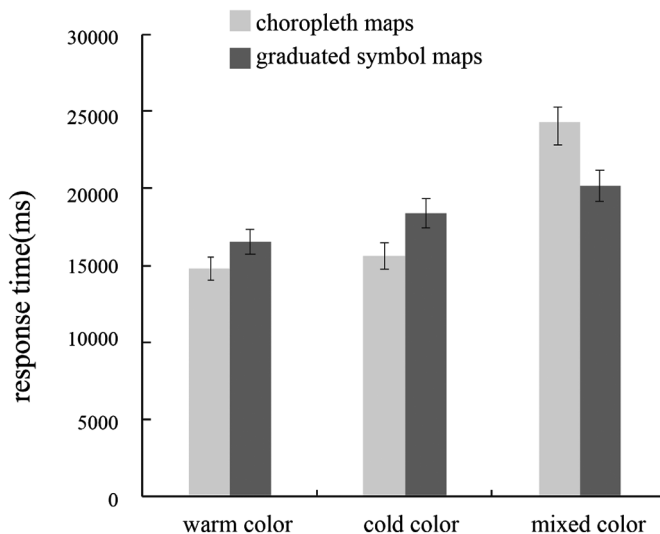 choropleth maps
graduated symbol maps
response time(ms)
30000
25000
20000
15000
10000
5000
0
warm color
cold color
mixed color